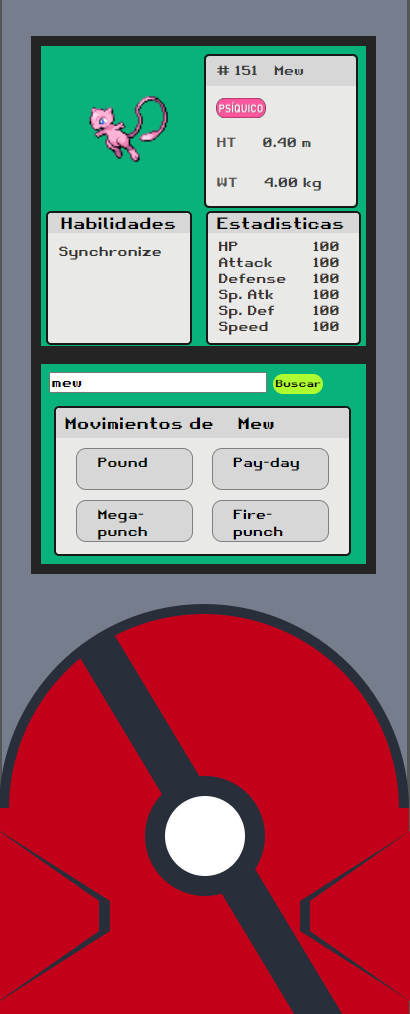 # 151 Mew
PSÍQUICO
HT 0.40 m
WT 4.00 kg
Habilidades
Synchronize
Estadisticas
HP 100
Attack 100
Defense 100
Sp. Atk 100
Sp. Def 100
Speed 100
mew
Buscar
Movimientos de Mew
Pound
Pay-day
Mega-
punch
Fire-
punch